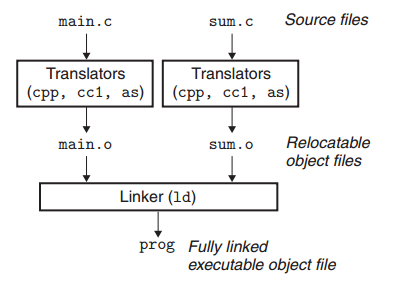 main.c sum.c Source files
Translators Translators
(cpp, cc1, as) (cpp, cc1, as)
main.o sum.o Relocatable
object files
Linker (ld)
prog Fully linked
executable object file